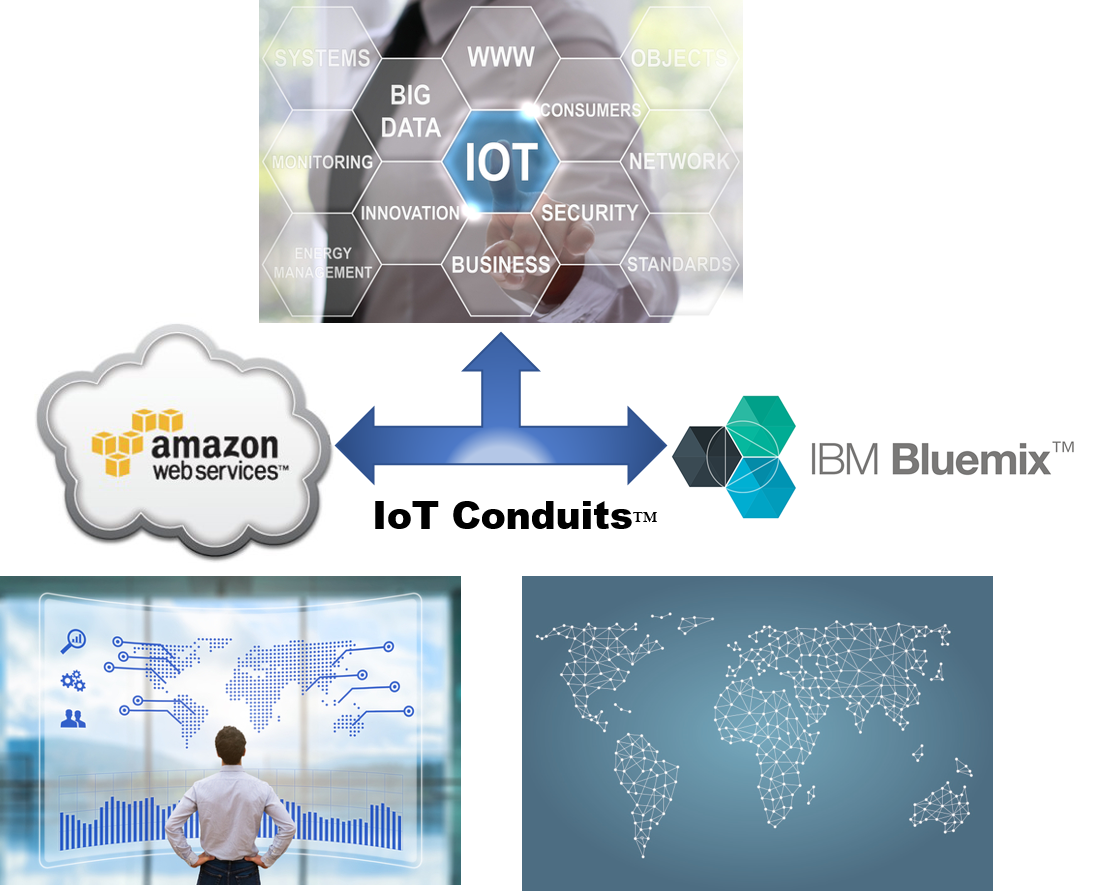 SYSTEMS
WWW
OBJECTS
BIG
DATA
CONSUMERS
MONITORING
IOT
NETWORK
INNOVATION
SECURITY
ENERGY
MANAGEMENT
BUSINESS
STANDARDS
amazon
web services™
IBM Bluemix™
IoT Conduits™